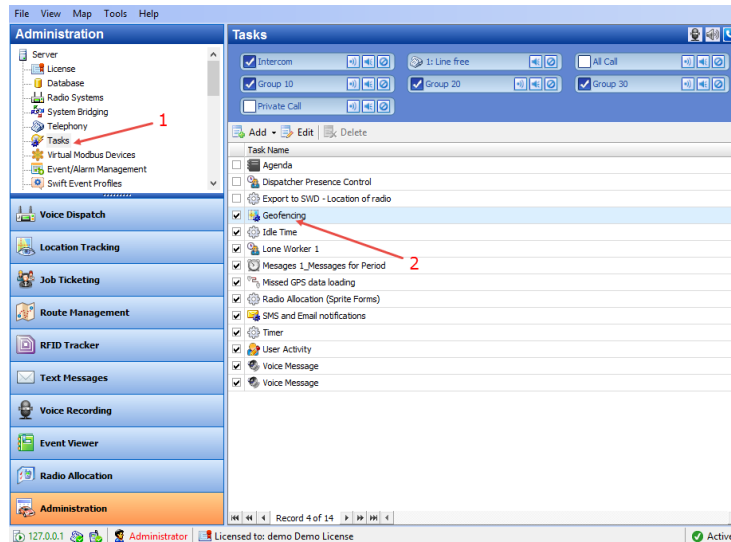 File View Map Tools Help
Administration
Tasks
Server
License
Database
Radio Systems
System Bridging
Telephony
Tasks
Virtual Modbus Devices
Event/Alarm Management
Swift Event Profiles
1
Intercom
1: Line free
All Call
Group 10
Group 20
Group 30
Private Call
Add Edit Delete
Task Name
Agenda
Dispatcher Presence Control
Export to SWD - Location of radio
Geofencing
Idle Time
Lone Worker 1
2
Mesages 1_Messages for Period
Missed GPS data loading
Radio Allocation (Sprite Forms)
SMS and Email notifications
Timer
User Activity
Voice Message
Voice Message
Voice Dispatch
Location Tracking
Job Ticketing
Route Management
RFID Tracker
Text Messages
Voice Recording
Event Viewer
Radio Allocation
Administration
Record 4 of 14
127.0.0.1 Administrator Licensed to: demo Demo License Active